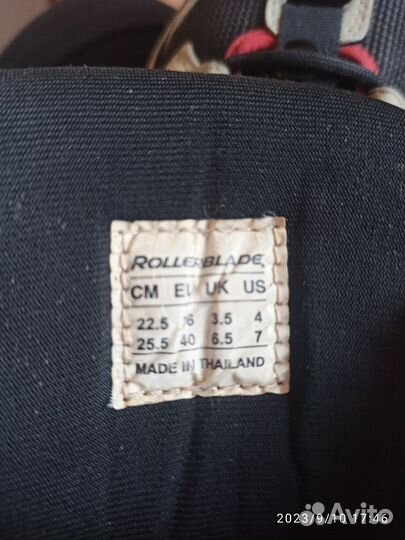 ROLLERBLADE
CM EU UK US
22.5 36 3.5 4
25.5 40 6.5 7
MADE IN THAILAND
Avito
2023/9/10 17:46